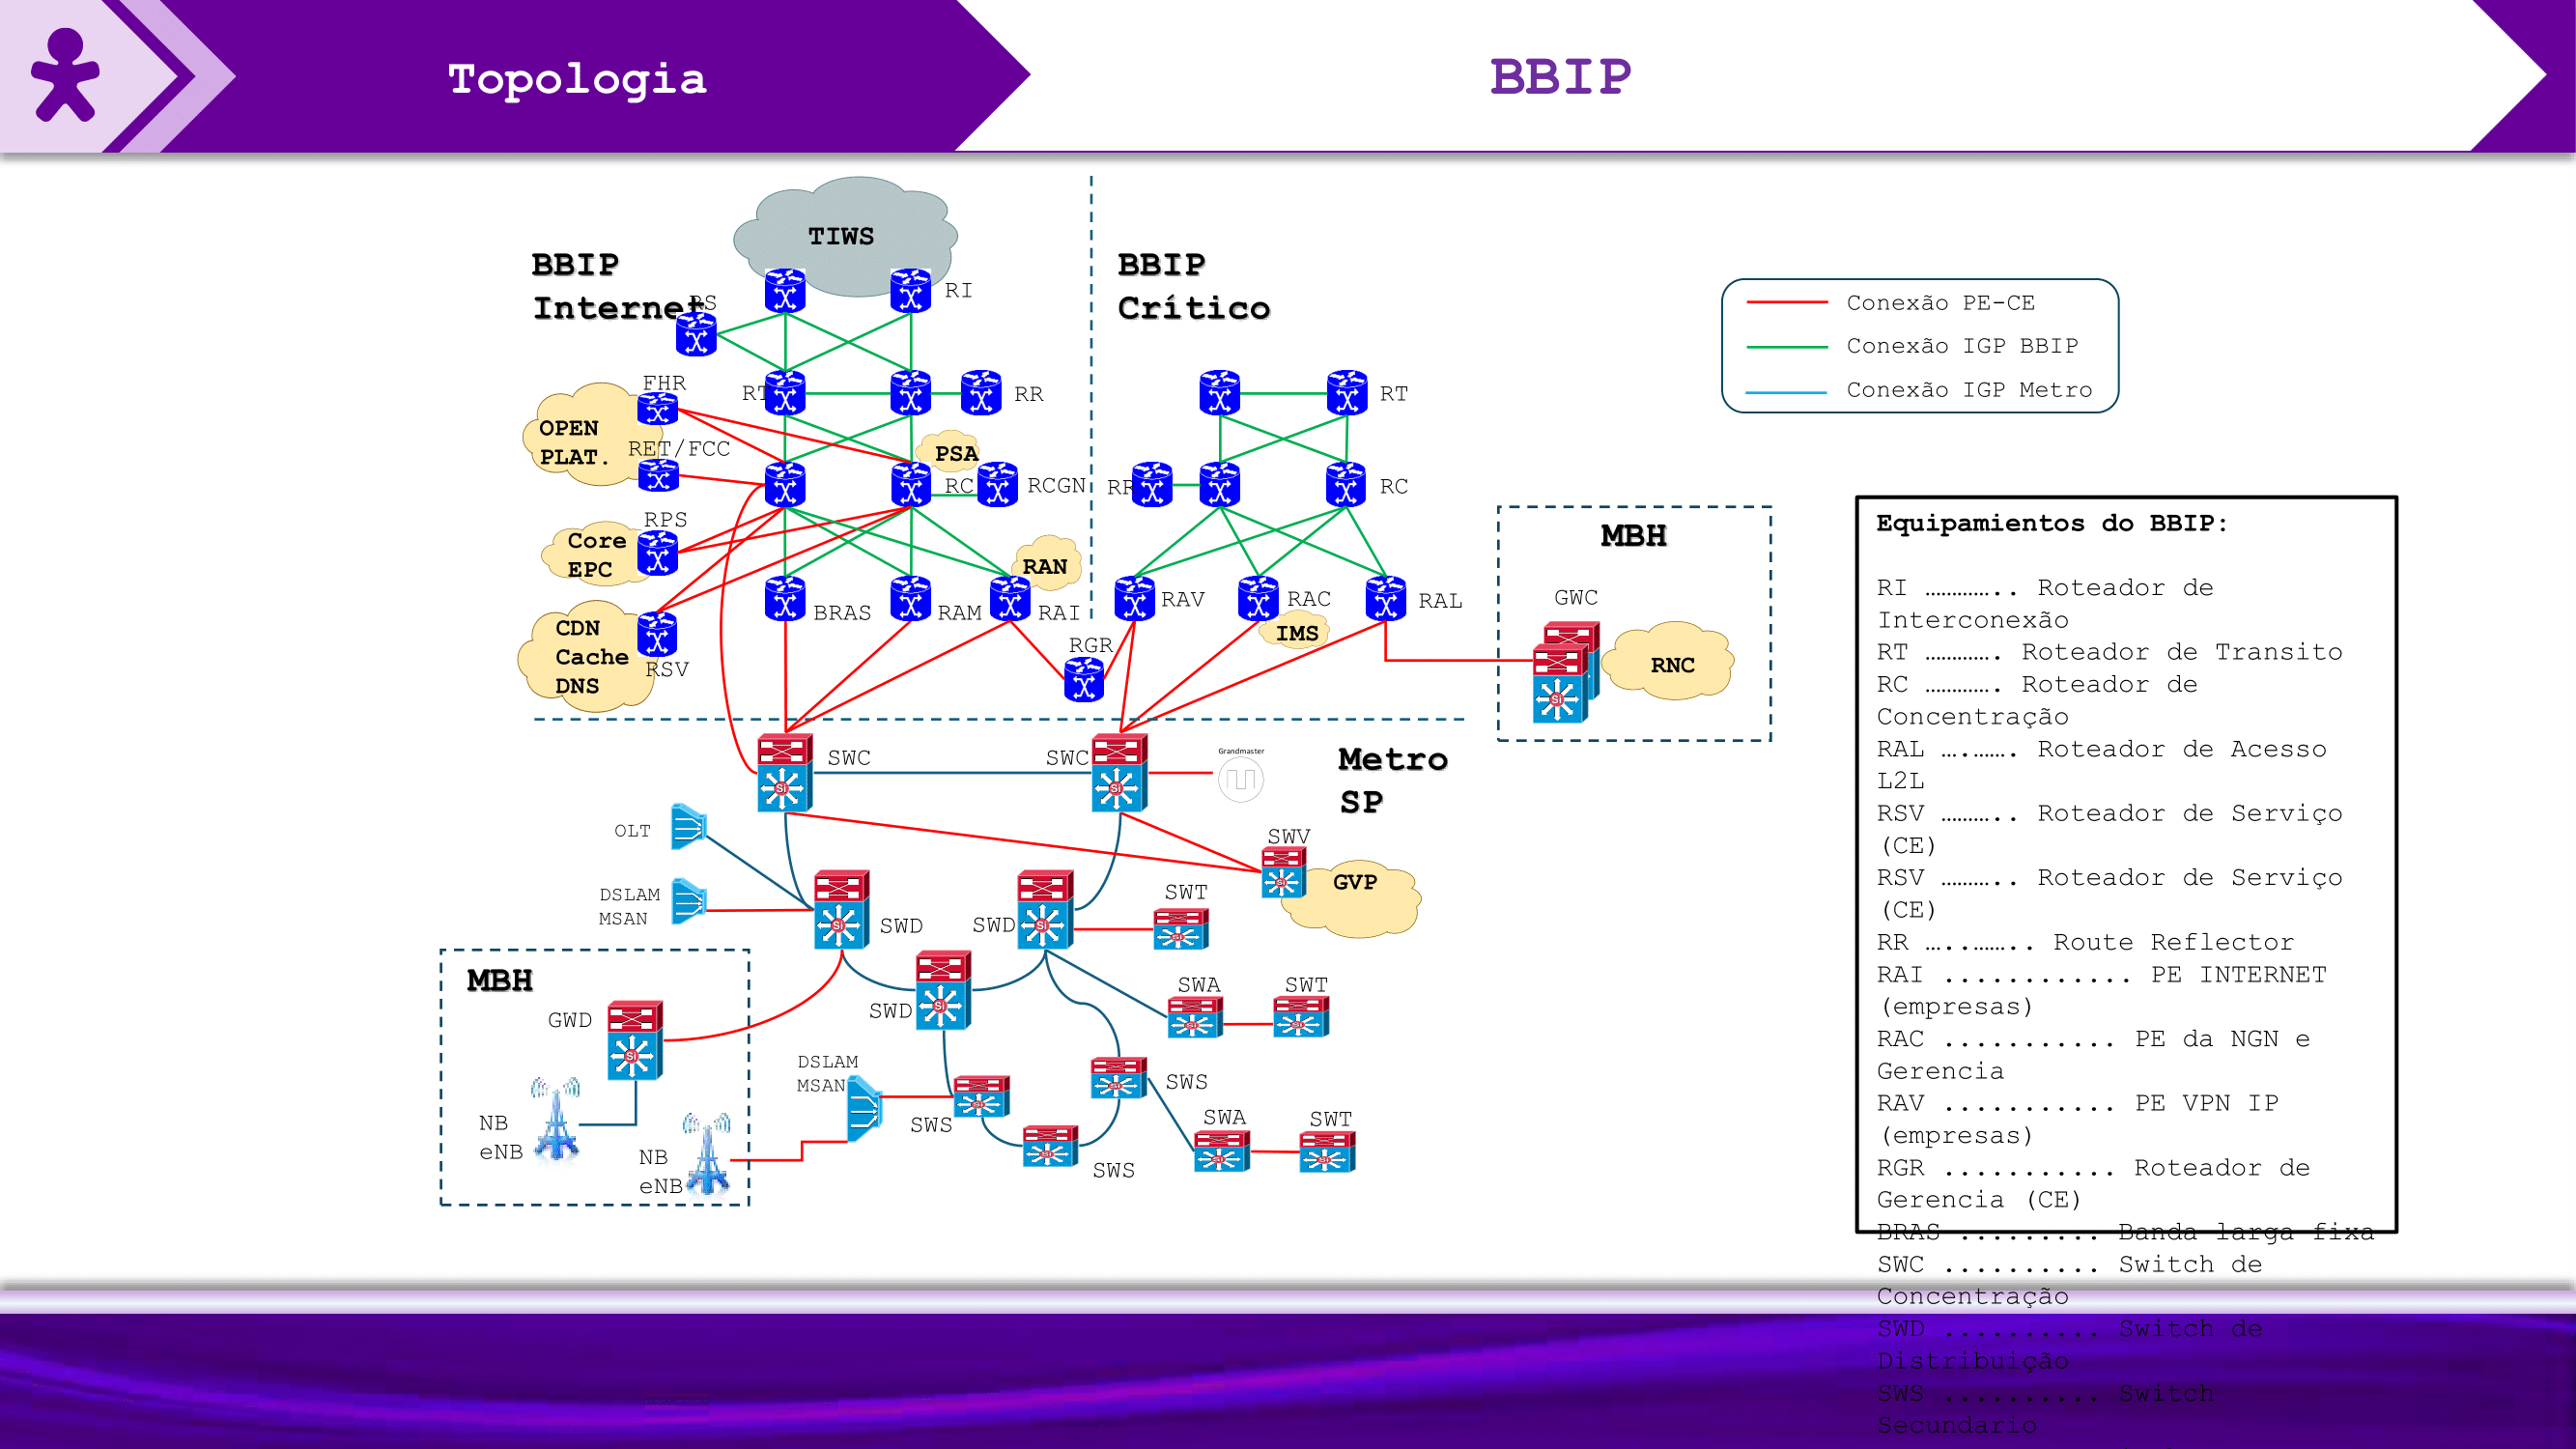 Topologia
BBIP
TIWS
BBIP
Internet
BBIP
Crítico
RI
RS
Conexão PE-CE
Conexão IGP BBIP
Conexão IGP Metro
FHR
RT
RR
RT
OPEN
PLAT.
RET/FCC
PSA
RC
RCGN
RR
RC
RPS
Core
EPC
RAN
MBH
BRAS
RAM
RAI
RAV
RAC
RAL
GWC
IMS
CDN
Cache
DNS
RSV
RGR
RNC
SWC
SWC
Grandmaster
Metro
SP
OLT
SWV
GVP
DSLAM
MSAN
SWD
SWD
SWT
MBH
SWD
SWA
SWT
GWD
DSLAM
MSAN
SWS
SWS
SWA
SWT
NB
eNB
NB
eNB
SWS
Equipamientos do BBIP:
RI ………….. Roteador de
Interconexão
RT …………. Roteador de Transito
RC …………. Roteador de
Concentração
RAL ….……. Roteador de Acesso
L2L
RSV ……….. Roteador de Serviço
(CE)
RSV ……….. Roteador de Serviço
(CE)
RR …..…….. Route Reflector
RAI ............ PE INTERNET
(empresas)
RAC ........... PE da NGN e
Gerencia
RAV ........... PE VPN IP
(empresas)
RGR ........... Roteador de
Gerencia (CE)
BRAS ......... Banda larga fixa
SWC .......... Switch de
Concentração
SWD .......... Switch de
Distribuição
SWS .......... Switch
Secundario